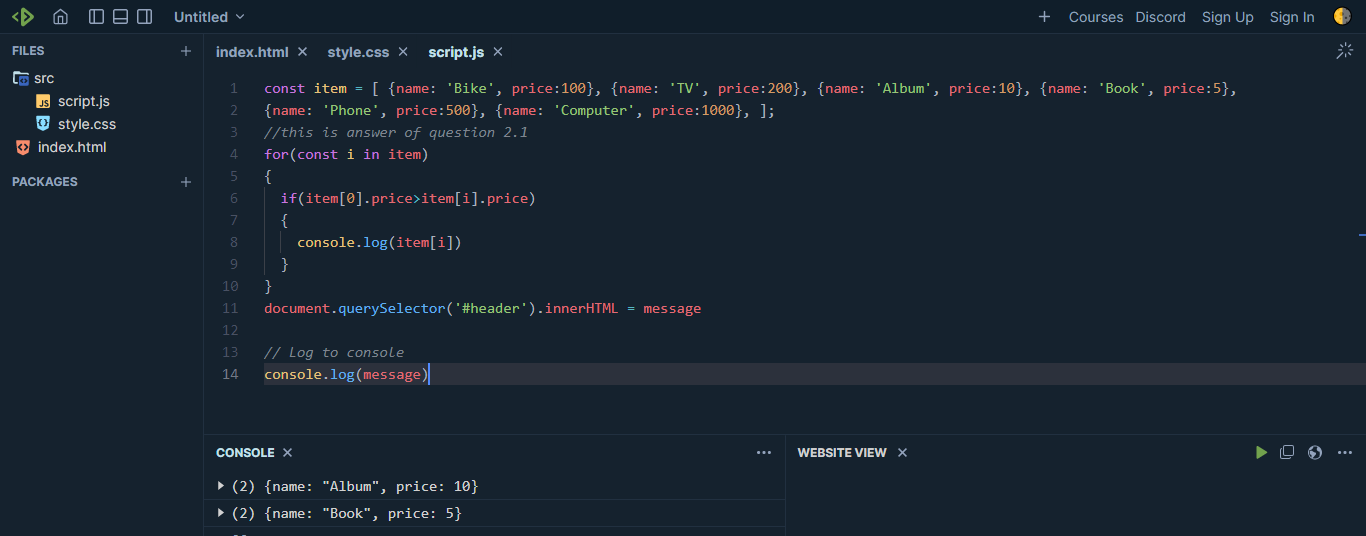 Untitled
Courses Discord Sign Up Sign In
FILES
src
script.js
style.css
index.html
PACKAGES
index.html style.css script.js
1 const item = [ {name: 'Bike', price:100}, {name: 'TV', price:200}, {name: 'Album', price:10}, {name: 'Book', price:5},
2 {name: 'Phone', price:500}, {name: 'Computer', price:1000}, ];
3 //this is answer of question 2.1
4 for(const i in item)
5 {
6 if(item[0].price>item[i].price)
7 {
8 console.log(item[i])
9 }
10 }
11 document.querySelector('#header').innerHTML = message
12
13 // Log to console
14 console.log(message)
CONSOLE
(2) {name: "Album", price: 10}
(2) {name: "Book", price: 5}
WEBSITE VIEW